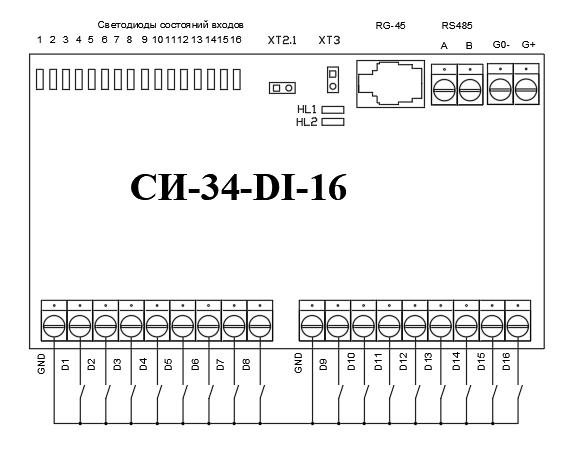 Светодиоды состояний входов
1 2 3 4 5 6 7 8 9 10 11 12 13 14 15 16
XT2.1 XT3 RG-45 RS485
A B G0- G+
HL1
HL2
СИ-34-DI-16
GND D1 D2 D3 D4 D5 D6 D7 D8 GND D9 D10 D11 D12 D13 D14 D15 D16